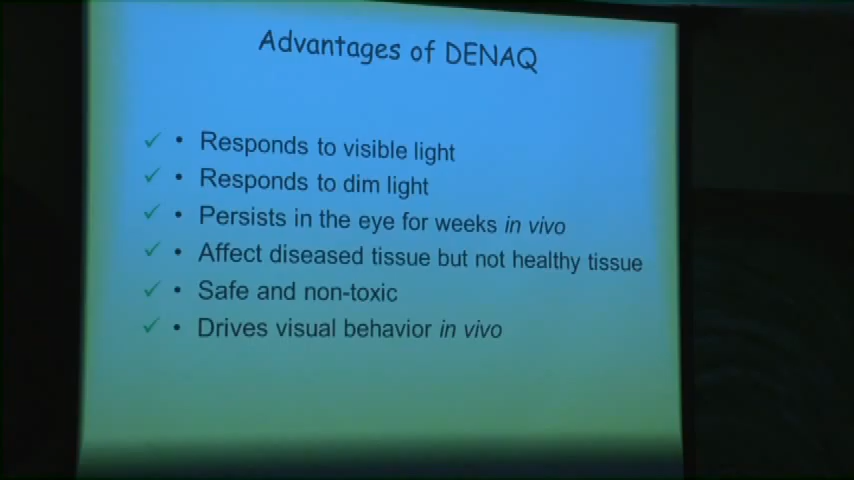 Advantages of DENAQ
✓ • Responds to visible light
✓ • Responds to dim light
✓ • Persists in the eye for weeks in vivo
✓ • Affect diseased tissue but not healthy tissue
✓ • Safe and non-toxic
✓ • Drives visual behavior in vivo